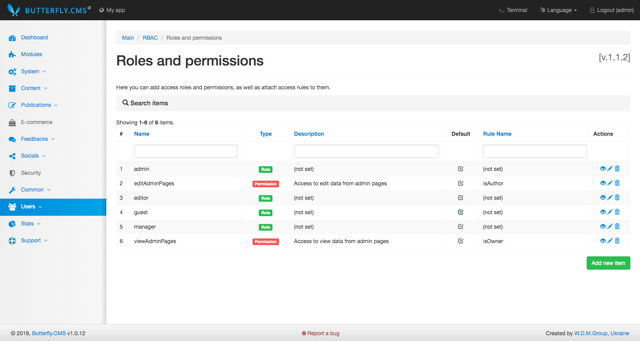 BUTTERFLY.CMS My app Terminal Language Logout (admin)
Dashboard
Modules
System
Content
Publications
E-commerce
Feedbacks
Socials
Security
Common
Users
Stats
Support
Main / RBAC / Roles and permissions
Roles and permissions [v.1.1.2]
Here you can add access roles and permissions, as well as attach access rules to them.
Search items
Showing 1-6 of 6 items.
# Name Type Description Default Rule Name Actions
1 admin Role (not set) (not set)
2 editAdminPages Permission Access to edit data from admin pages isAuthor
3 editor Role (not set) (not set)
4 guest Role (not set) (not set)
5 manager Role (not set) (not set)
6 viewAdminPages Permission Access to view data from admin pages isOwner
Add new item
© 2019, Butterfly.CMS v1.0.12 Report a bug Created by W.D.M.Group, Ukraine